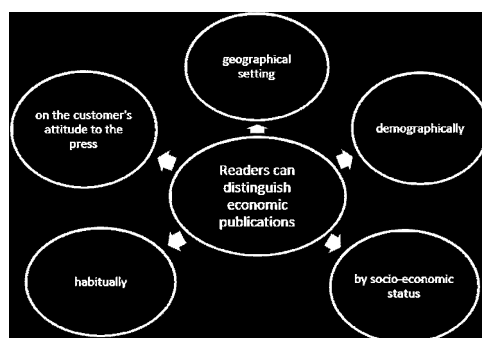 geographical
setting
on the customer's
attitude to the
press
demographically
Readers can
distinguish
economic
publications
habitually
by socio-economic
status